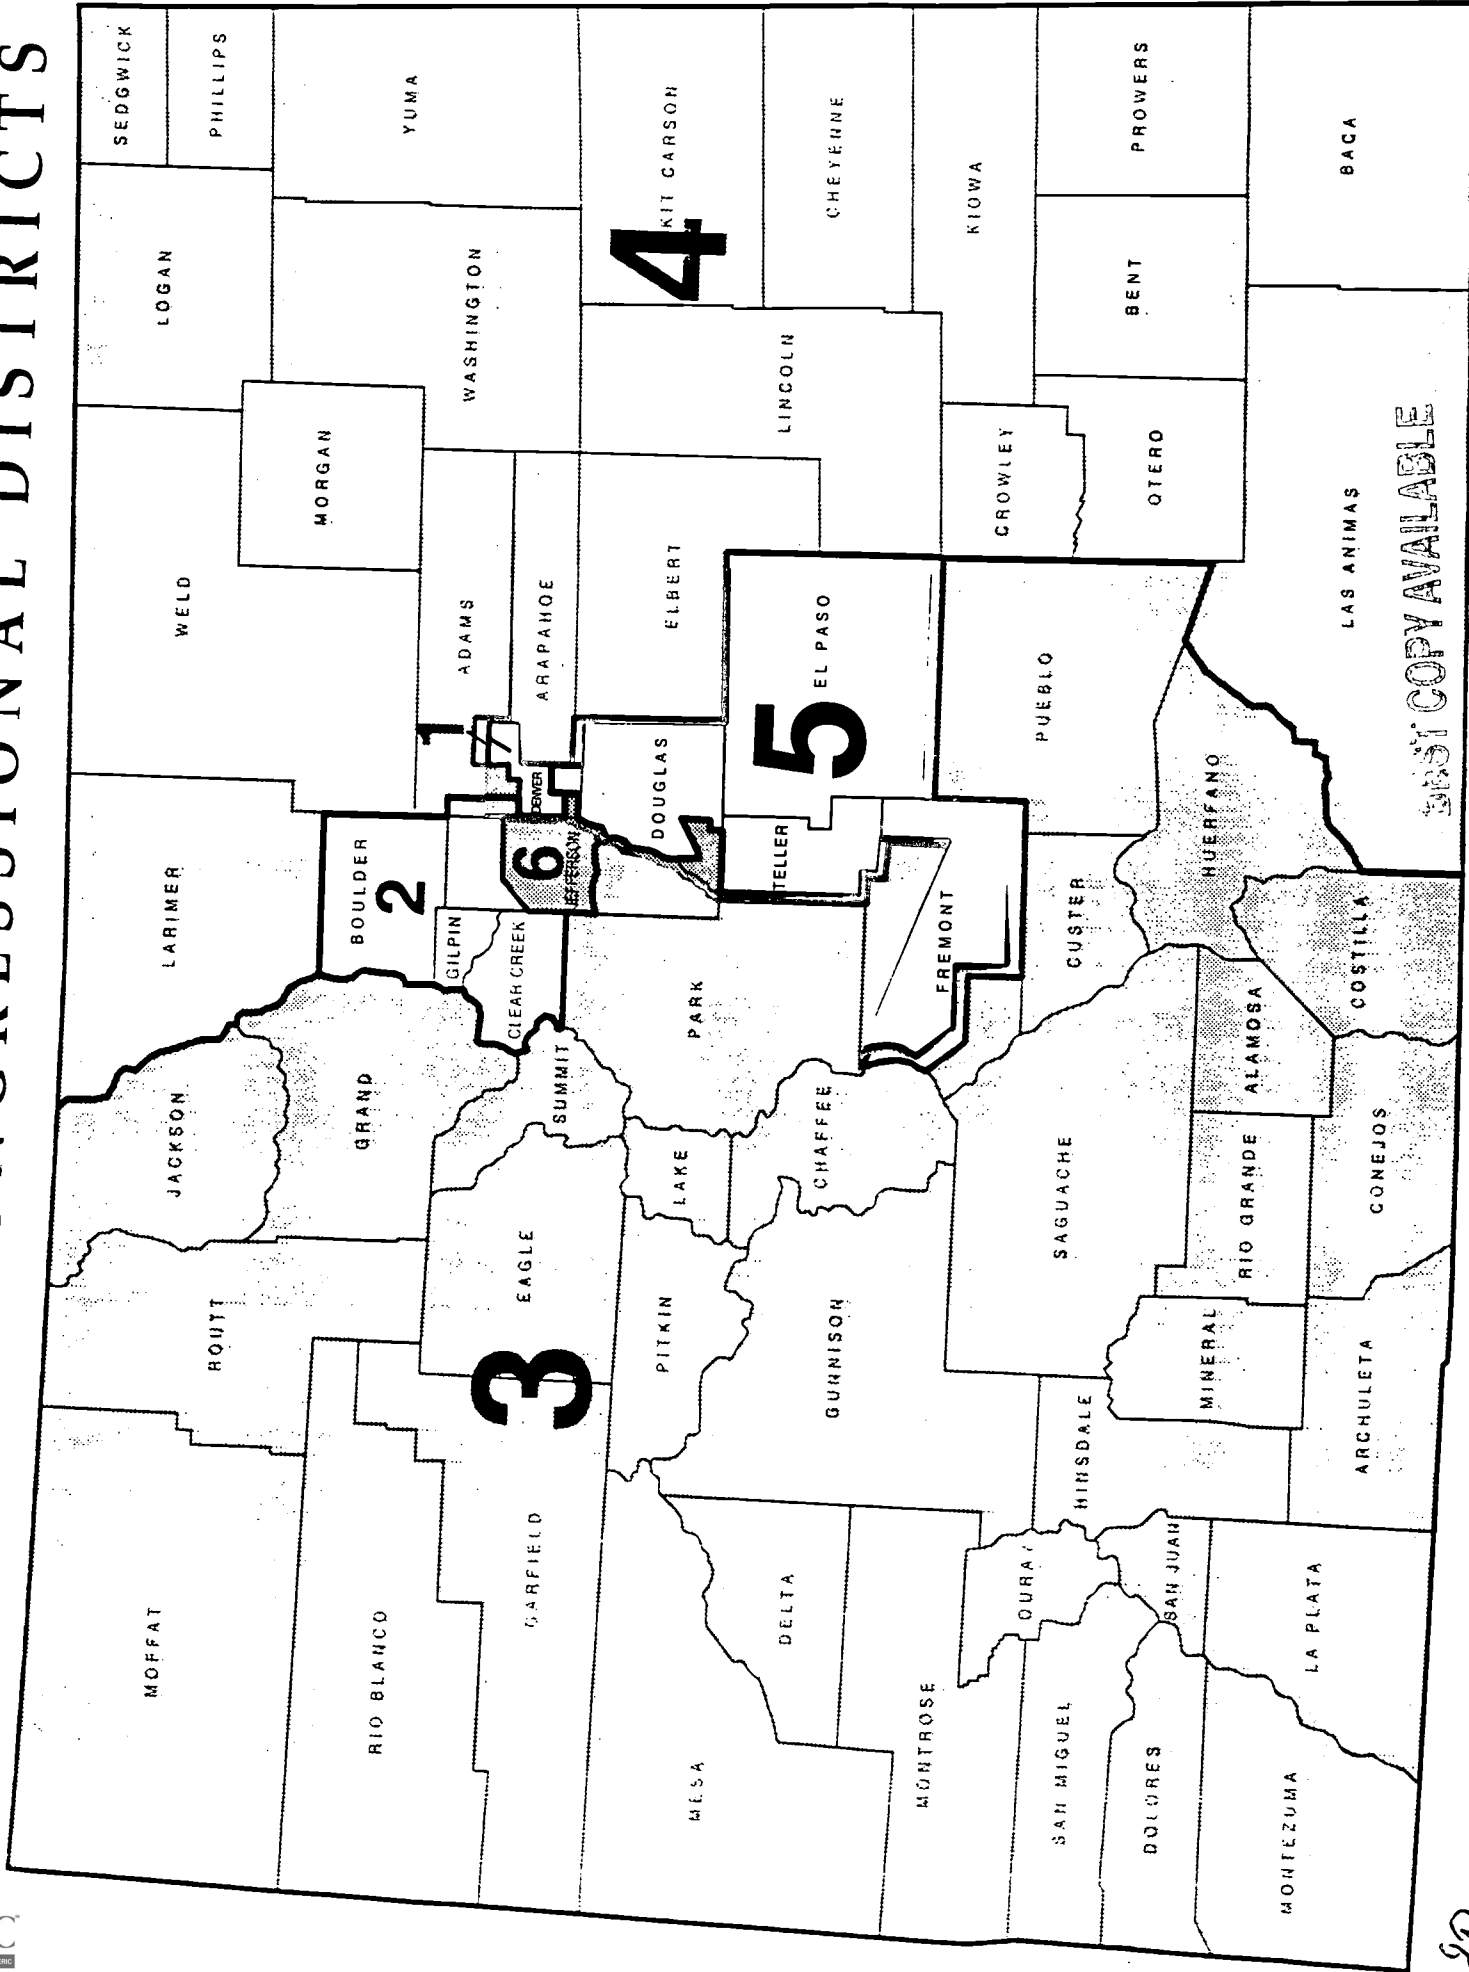 GRESSIONAL DISTRICTS
ERIC
MOFFAT
ROUTT
JACKSON
LARIMER
WELD
LOGAN
SEDGWICK
PHILLIPS
MORGAN
RIO BLANCO
GRAND
BOULDER
2
YUMA
WASHINGTON
1
ADAMS
GILPIN
CLEAR CREEK
6
JEFFERSON
DENVER
ARAPAHOE
GARFIELD
3
EAGLE
SUMMIT
DOUGLAS
ELBERT
4
KIT CARSON
MESA
PITKIN
LAKE
PARK
TELLER
5
EL PASO
LINCOLN
CHEYENNE
DELTA
GUNNISON
CHAFFEE
FREMONT
MONTROSE
CROWLEY
KIOWA
OURAY
HINSDALE
SAGUACHE
CUSTER
PUEBLO
SAN MIGUEL
DOLORES
SAN JUAN
OTERO
BENT
PROWERS
MINERAL
RIO GRANDE
ALAMOSA
HUERFANO
MONTEZUMA
LA PLATA
ARCHULETA
CONEJOS
COSTILLA
LAS ANIMAS
BACA
BEST COPY AVAILABLE